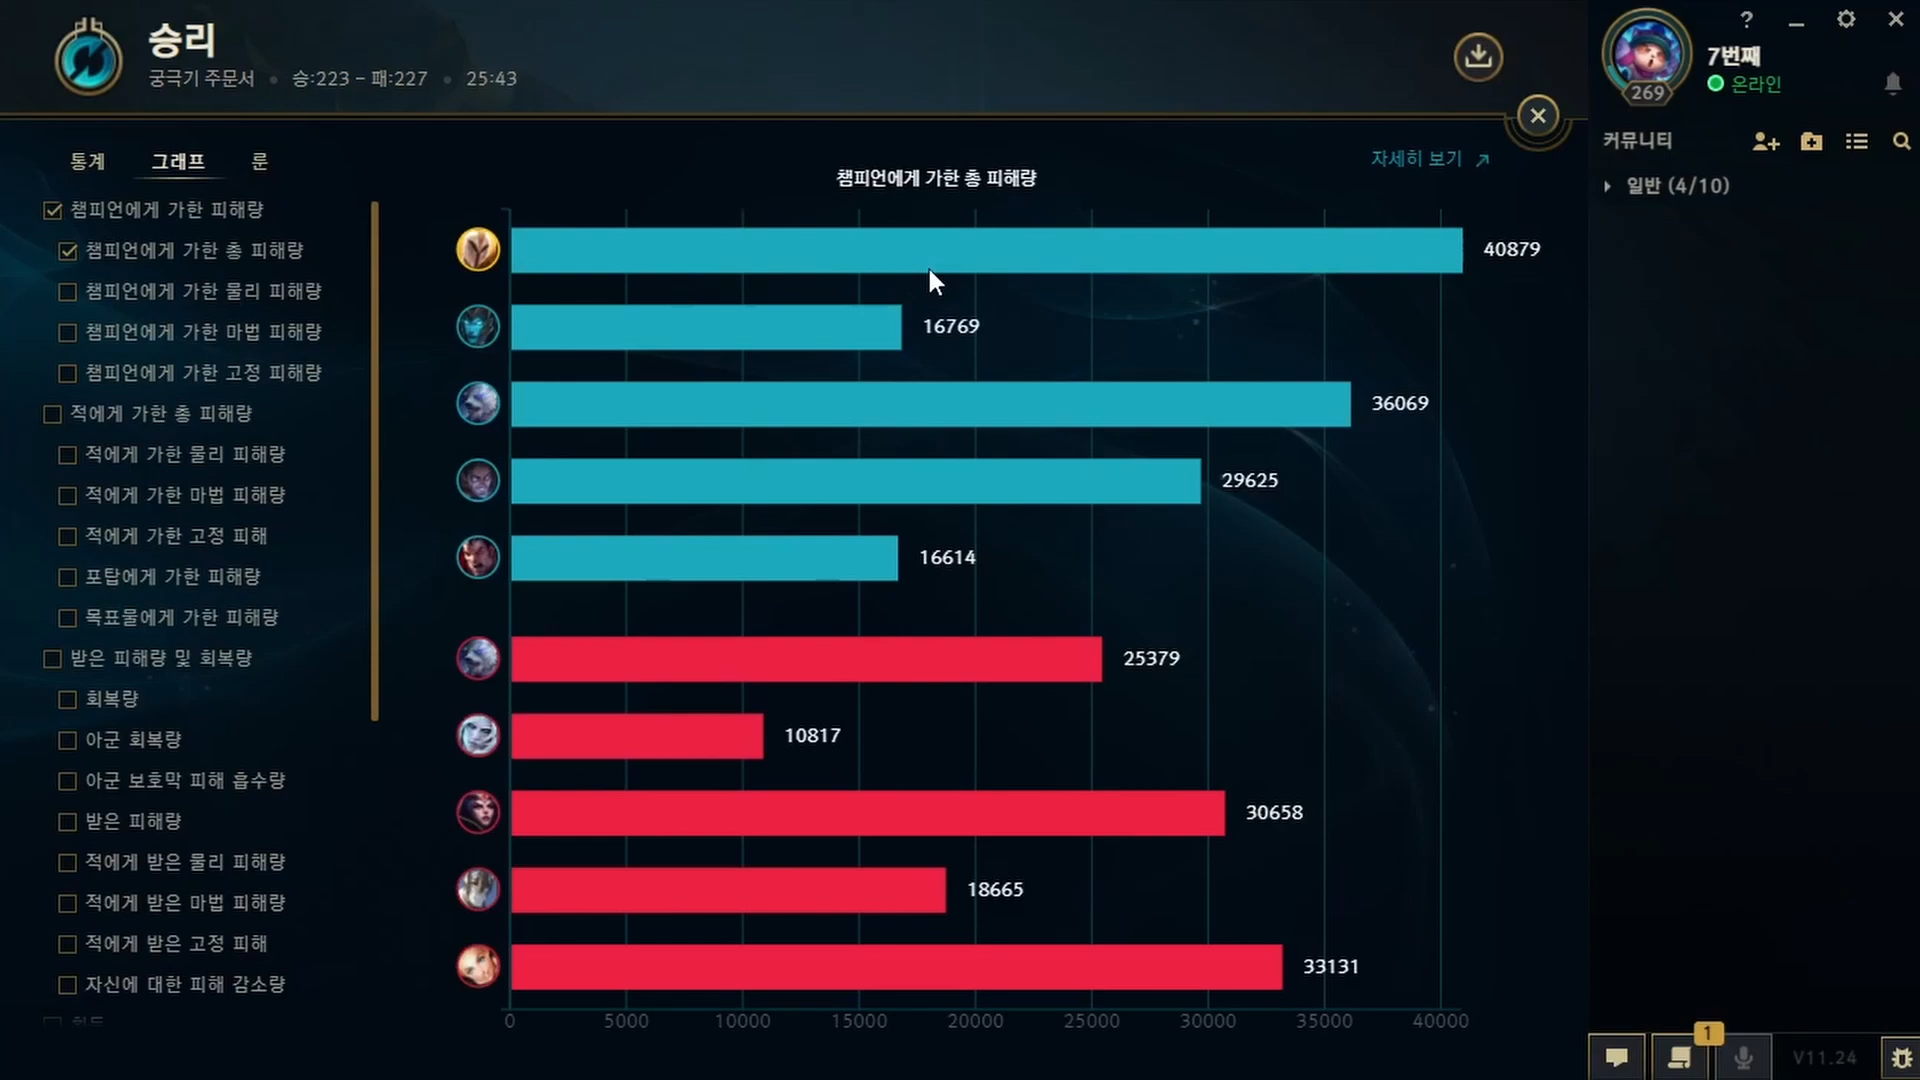 승리
궁극기 주문서 • 승:223 – 패:227 • 25:43
통계 그래프 룬
챔피언에게 가한 피해량
챔피언에게 가한 총 피해량
챔피언에게 가한 물리 피해량
챔피언에게 가한 마법 피해량
챔피언에게 가한 고정 피해량
적에게 가한 총 피해량
적에게 가한 물리 피해량
적에게 가한 마법 피해량
적에게 가한 고정 피해
포탑에게 가한 피해량
목표물에게 가한 피해량
받은 피해량 및 회복량
회복량
아군 회복량
아군 보호막 피해 흡수량
받은 피해량
적에게 받은 물리 피해량
적에게 받은 마법 피해량
적에게 받은 고정 피해
자신에 대한 피해 감소량
자세히 보기
챔피언에게 가한 총 피해량
40879
16769
36069
29625
16614
25379
10817
30658
18665
33131
0 5000 10000 15000 20000 25000 30000 35000 40000
?
7번째
온라인
269
커뮤니티
일반 (4/10)
1
V11.24